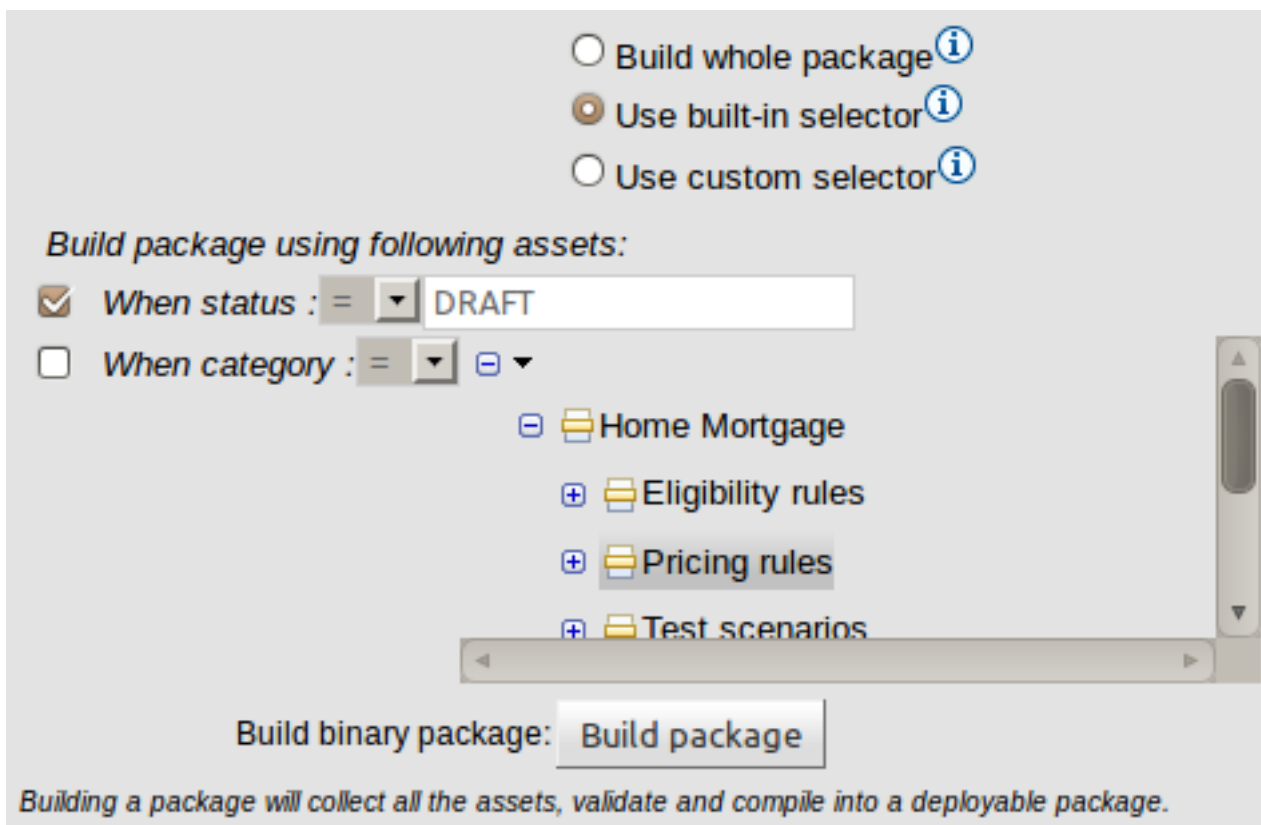 Build whole package
Use built-in selector
Use custom selector
Build package using following assets:
When status : = DRAFT
When category : =
Home Mortgage
Eligibility rules
Pricing rules
Test scenarios
Build binary package: Build package
Building a package will collect all the assets, validate and compile into a deployable package.